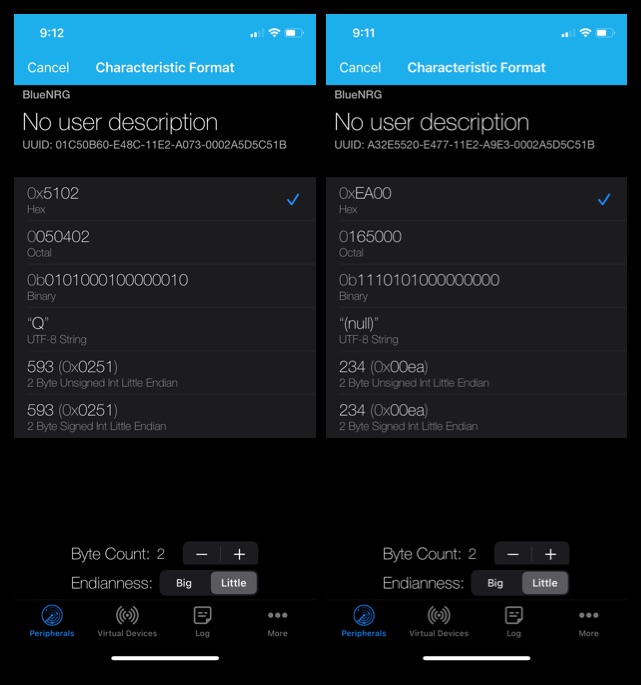 9:12
Cancel Characteristic Format
BlueNRG
No user description
UUID: 01C50B60-E48C-11E2-A073-0002A5D5C51B
0x5102
Hex
0050402
Octal
0b0101000100000010
Binary
“Q”
UTF-8 String
593 (0x0251)
2 Byte Unsigned Int Little Endian
593 (0x0251)
2 Byte Signed Int Little Endian
Byte Count: 2 − +
Endianness: Big Little
Peripherals Virtual Devices Log More
9:11
Cancel Characteristic Format
BlueNRG
No user description
UUID: A32E5520-E477-11E2-A9E3-0002A5D5C51B
0xEA00
Hex
0165000
Octal
0b1110101000000000
Binary
“(null)”
UTF-8 String
234 (0x00ea)
2 Byte Unsigned Int Little Endian
234 (0x00ea)
2 Byte Signed Int Little Endian
Byte Count: 2 − +
Endianness: Big Little
Peripherals Virtual Devices Log More